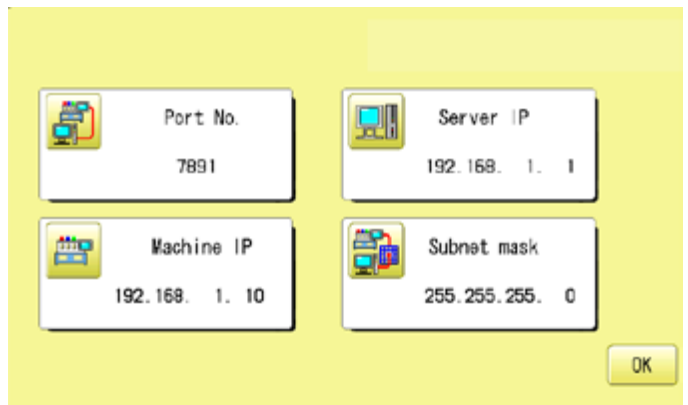 Port No.
7891
Server IP
192.168. 1. 1
Machine IP
192.168. 1. 10
Subnet mask
255.255.255. 0
OK